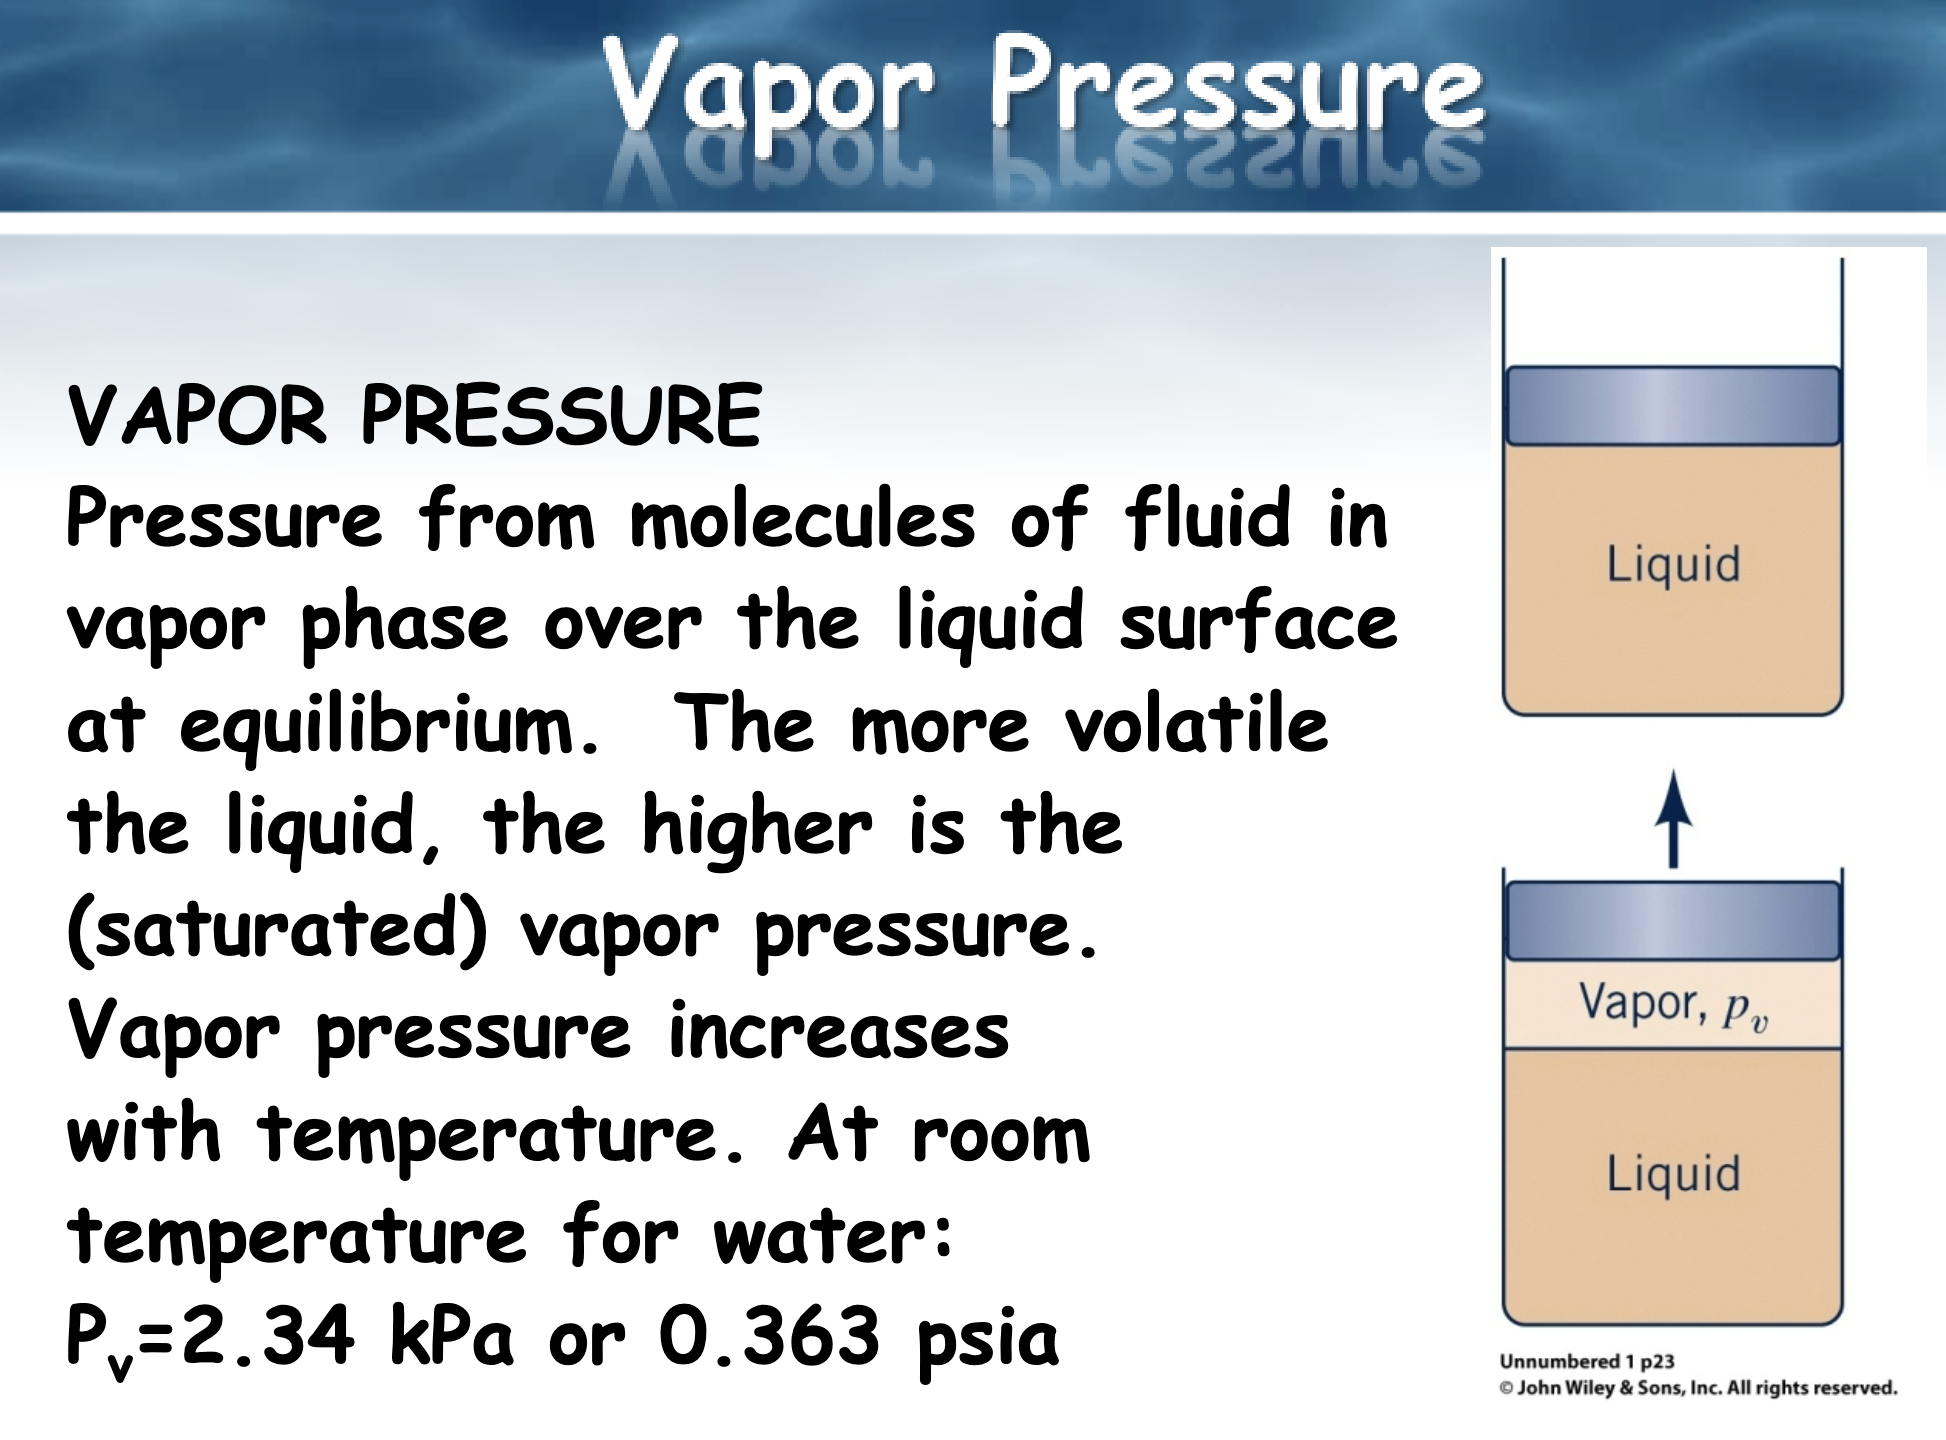 Vapor Pressure
VAPOR PRESSURE
Pressure from molecules of fluid in
vapor phase over the liquid surface
at equilibrium.  The more volatile
the liquid, the higher is the
(saturated) vapor pressure.
Vapor pressure increases
with temperature. At room
temperature for water:
Pv=2.34 kPa or 0.363 psia
Liquid
Vapor, pv
Liquid
Unnumbered 1 p23
© John Wiley & Sons, Inc. All rights reserved.